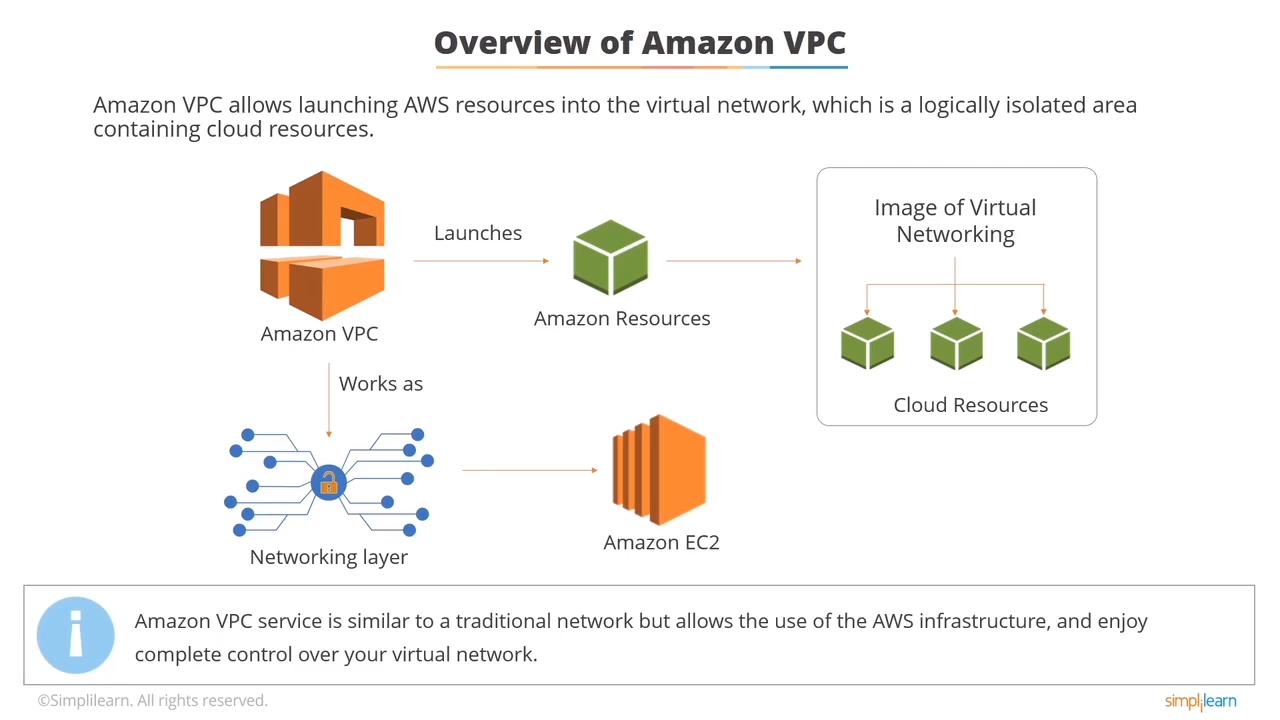 Overview of Amazon VPC
Amazon VPC allows launching AWS resources into the virtual network, which is a logically isolated area
containing cloud resources.
Launches
Amazon VPC
Amazon Resources
Image of Virtual
Networking
Cloud Resources
Works as
Networking layer
Amazon EC2
Amazon VPC service is similar to a traditional network but allows the use of the AWS infrastructure, and enjoy
complete control over your virtual network.
©Simplilearn. All rights reserved.
simplilearn